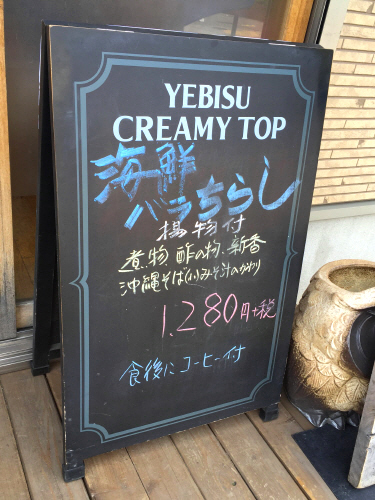 YEBISU
CREAMY TOP
海鮮
バラちらし
揚物付
煮物 酢の物、新香
沖縄そば(小)みそ汁のかわり
1.280円+税
食後にコーヒー付